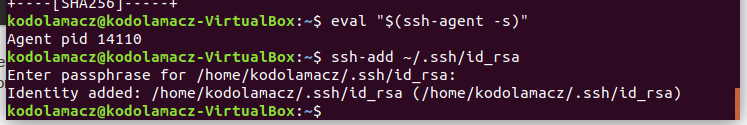 +----[SHA256]-----+
kodolamacz@kodolamacz-VirtualBox:~$ eval "$(ssh-agent -s)"
Agent pid 14110
kodolamacz@kodolamacz-VirtualBox:~$ ssh-add ~/.ssh/id_rsa
Enter passphrase for /home/kodolamacz/.ssh/id_rsa:
Identity added: /home/kodolamacz/.ssh/id_rsa (/home/kodolamacz/.ssh/id_rsa)
kodolamacz@kodolamacz-VirtualBox:~$